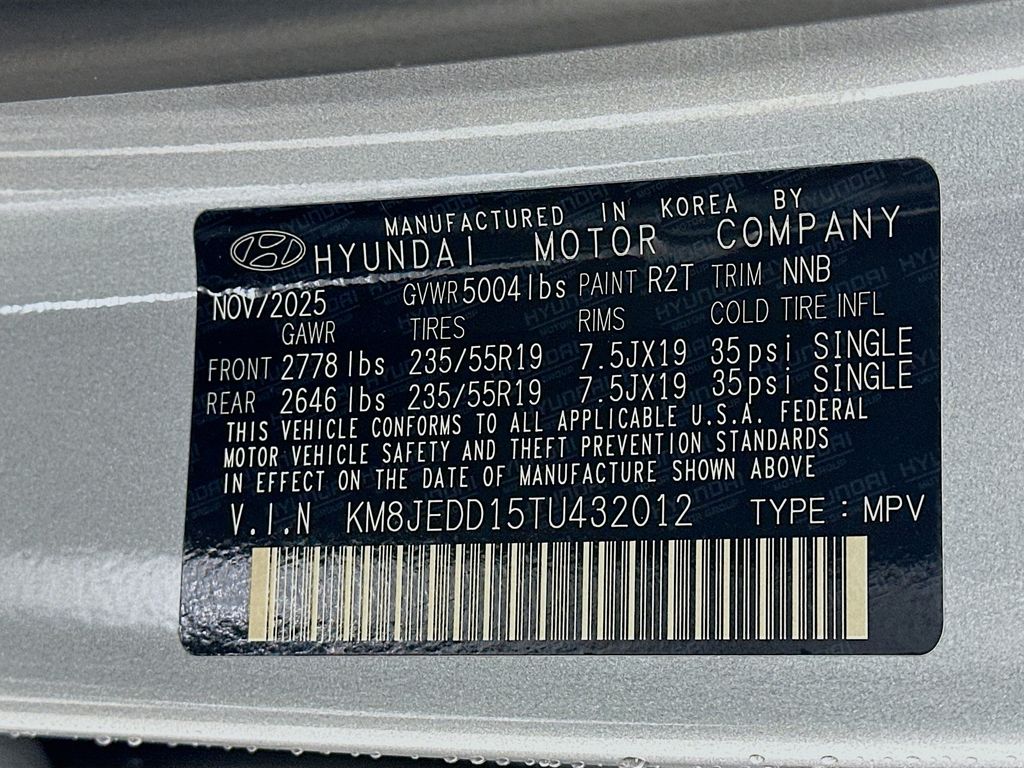 MANUFACTURED IN KOREA BY
HYUNDAI MOTOR COMPANY
NOV/2025 GVWR 5004 lbs PAINT R2T TRIM NNB
GAWR TIRES RIMS COLD TIRE INFL
FRONT 2778 lbs 235/55R19 7.5JX19 35psi SINGLE
REAR 2646 lbs 235/55R19 7.5JX19 35psi SINGLE
THIS VEHICLE CONFORMS TO ALL APPLICABLE U.S.A. FEDERAL
MOTOR VEHICLE SAFETY AND THEFT PREVENTION STANDARDS
IN EFFECT ON THE DATE OF MANUFACTURE SHOWN ABOVE
V.I.N KM8JEDD15TU432012 TYPE : MPV